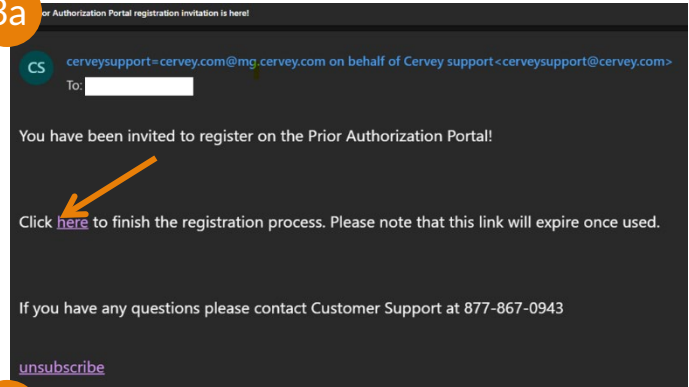 3a
or Authorization Portal registration invitation is here!
CS
cerveysupport=cervey.com@mg.cervey.com on behalf of Cervey support<cerveysupport@cervey.com>
To:
You have been invited to register on the Prior Authorization Portal!
Click here to finish the registration process. Please note that this link will expire once used.
If you have any questions please contact Customer Support at 877-867-0943
unsubscribe